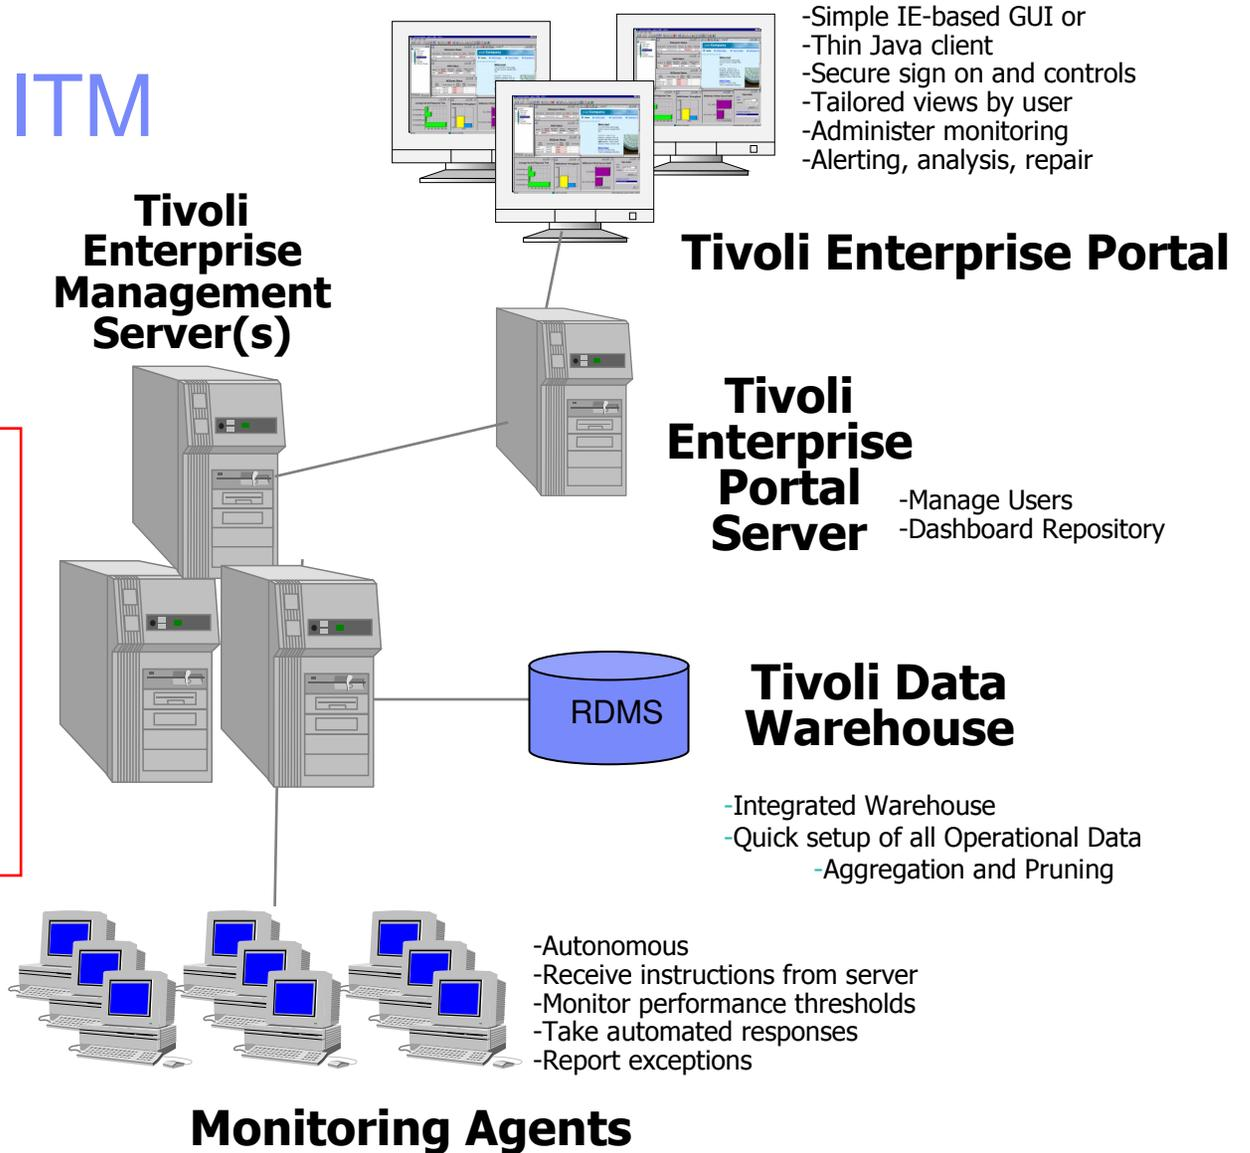 ITM
-Simple IE-based GUI or
-Thin Java client
-Secure sign on and controls
-Tailored views by user
-Administer monitoring
-Alerting, analysis, repair
Tivoli Enterprise Portal
Tivoli
Enterprise
Management
Server(s)
Tivoli
Enterprise
Portal
Server
-Manage Users
-Dashboard Repository
RDMS
Tivoli Data
Warehouse
-Integrated Warehouse
-Quick setup of all Operational Data
-Aggregation and Pruning
-Autonomous
-Receive instructions from server
-Monitor performance thresholds
-Take automated responses
-Report exceptions
Monitoring Agents